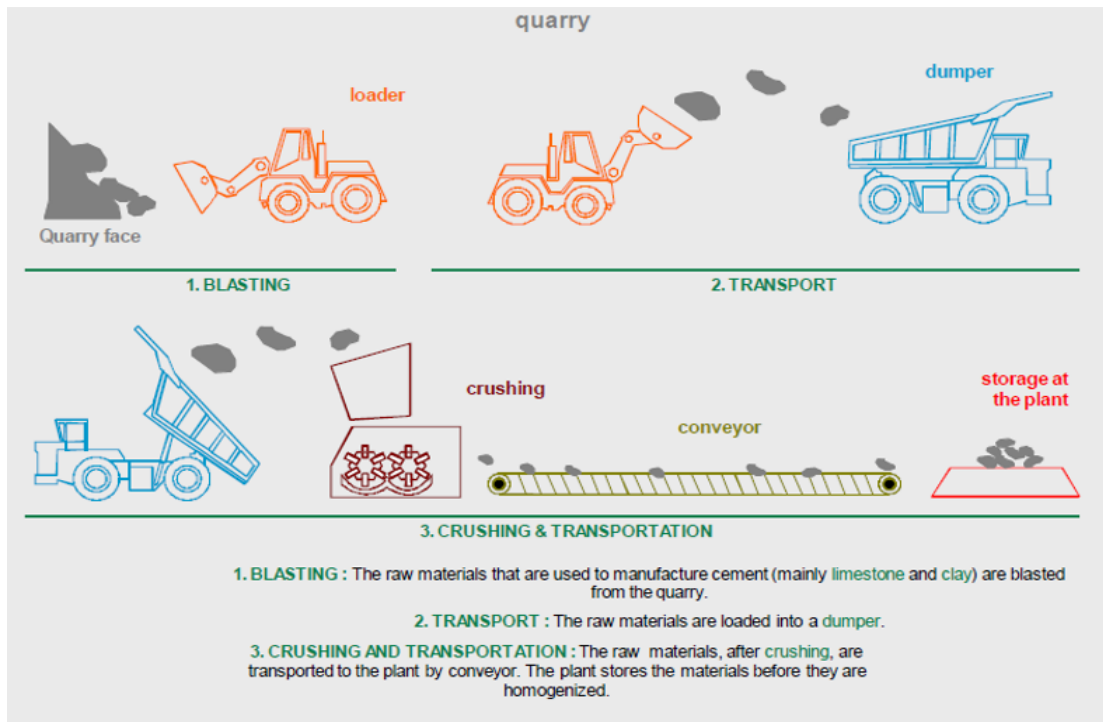 quarry
loader
dumper
Quarry face
1. BLASTING
2. TRANSPORT
crushing
conveyor
storage at
the plant
3. CRUSHING & TRANSPORTATION
1. BLASTING : The raw materials that are used to manufacture cement (mainly limestone and clay) are blasted
from the quarry.
2. TRANSPORT : The raw materials are loaded into a dumper.
3. CRUSHING AND TRANSPORTATION : The raw materials, after crushing, are
transported to the plant by conveyor. The plant stores the materials before they are
homogenized.